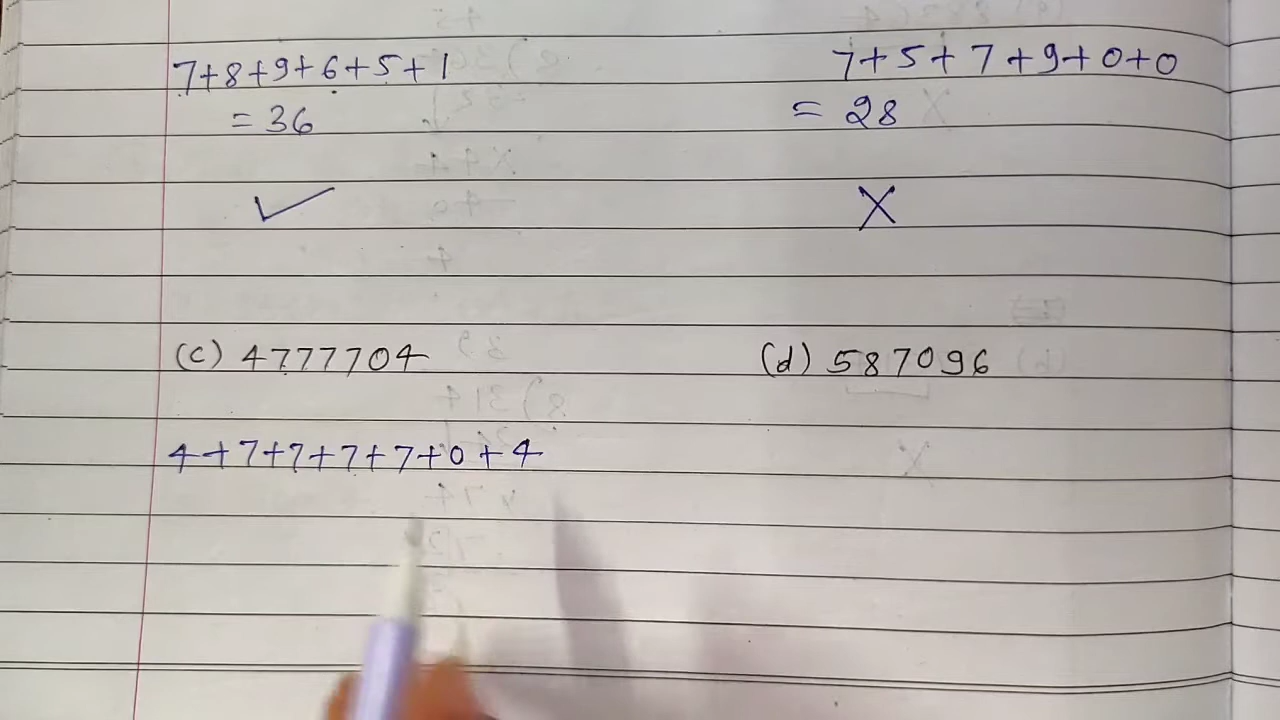 7+8+9+6+5+1
= 36
✓
7+5+7+9+0+0
= 28
X
(c) 4777704
4+7+7+7+7+0+4
(d) 587096